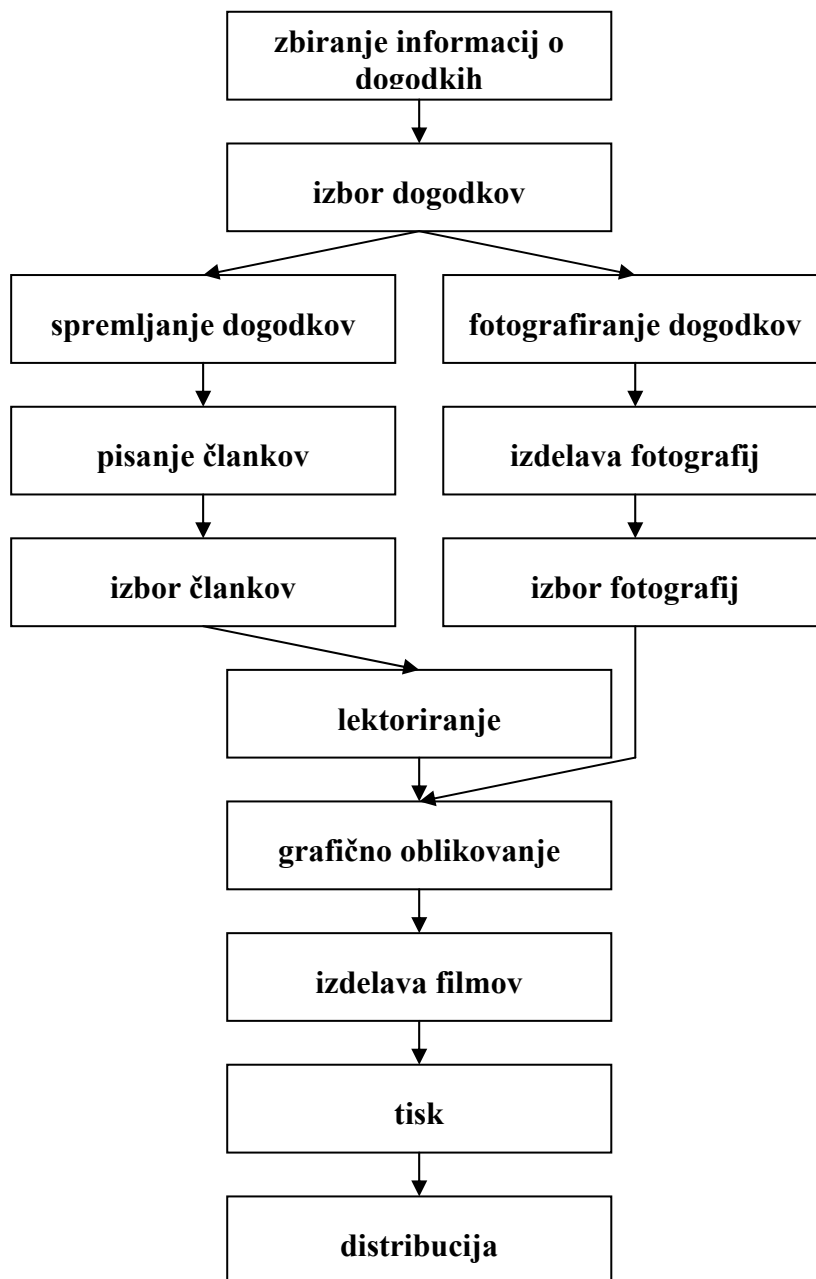 zbiranje informacij o
dogodkih
izbor dogodkov
spremljanje dogodkov
fotografiranje dogodkov
pisanje člankov
izdelava fotografij
izbor člankov
izbor fotografij
lektoriranje
grafično oblikovanje
izdelava filmov
tisk
distribucija